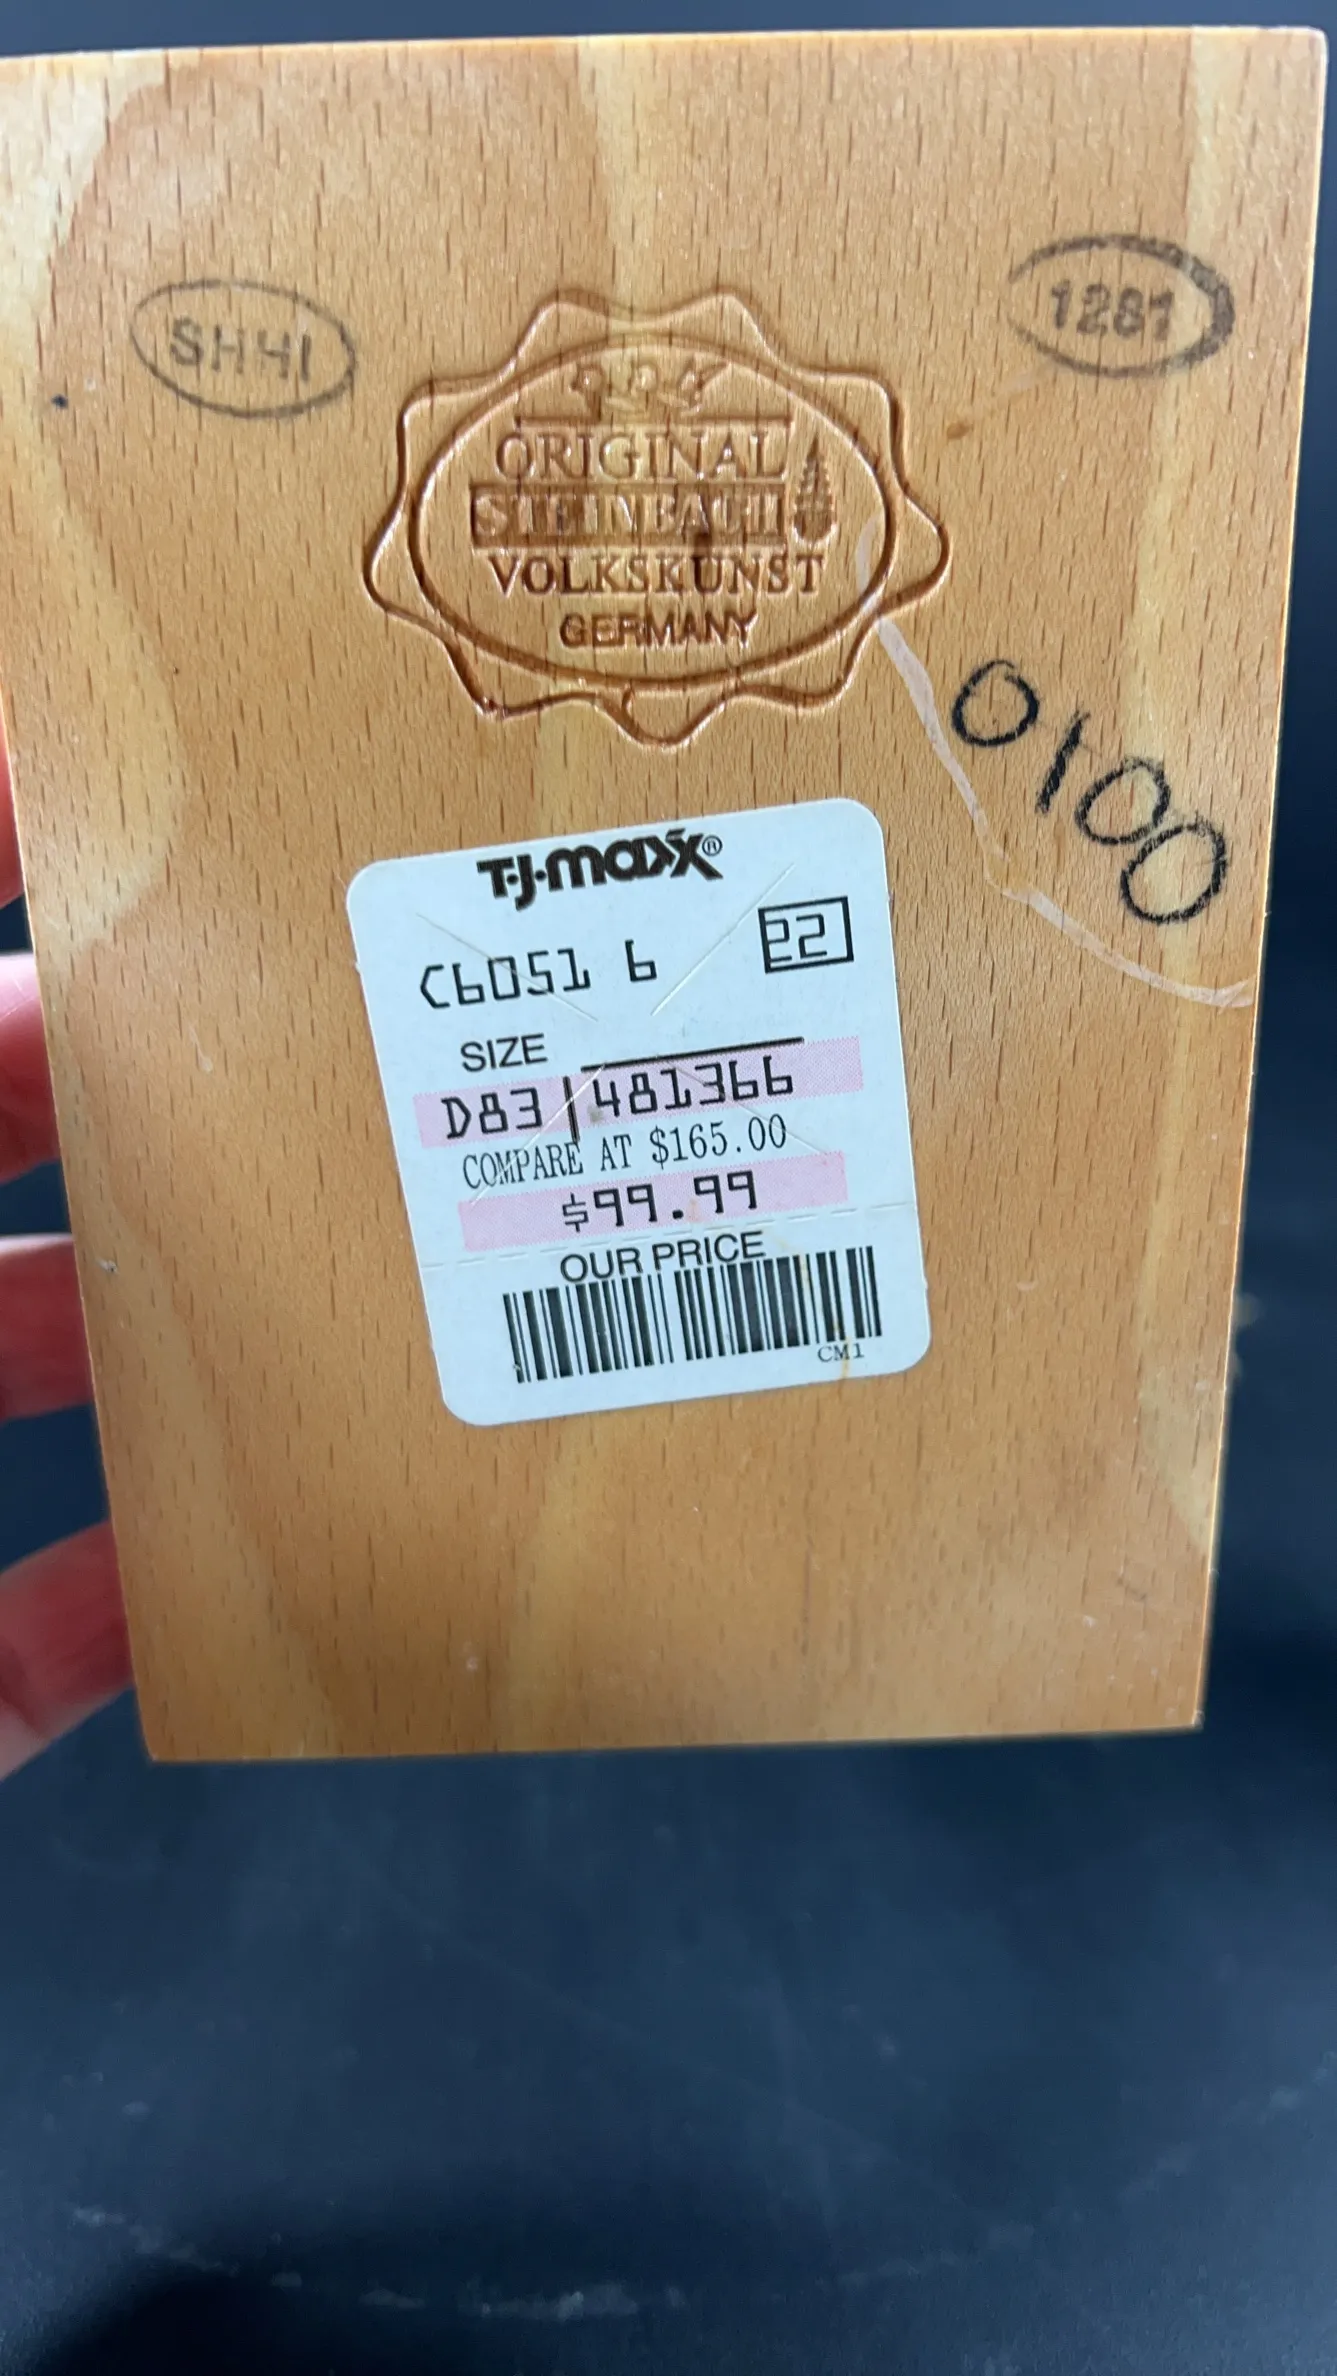 SHHI
1281
ORIGINAL
STEINBACH
VOLKSKUNST
GERMANY
0100
T·J·maxx®
C6051 6 22
SIZE
D83 481366
COMPARE AT $165.00
$99.99
OUR PRICE
CM1